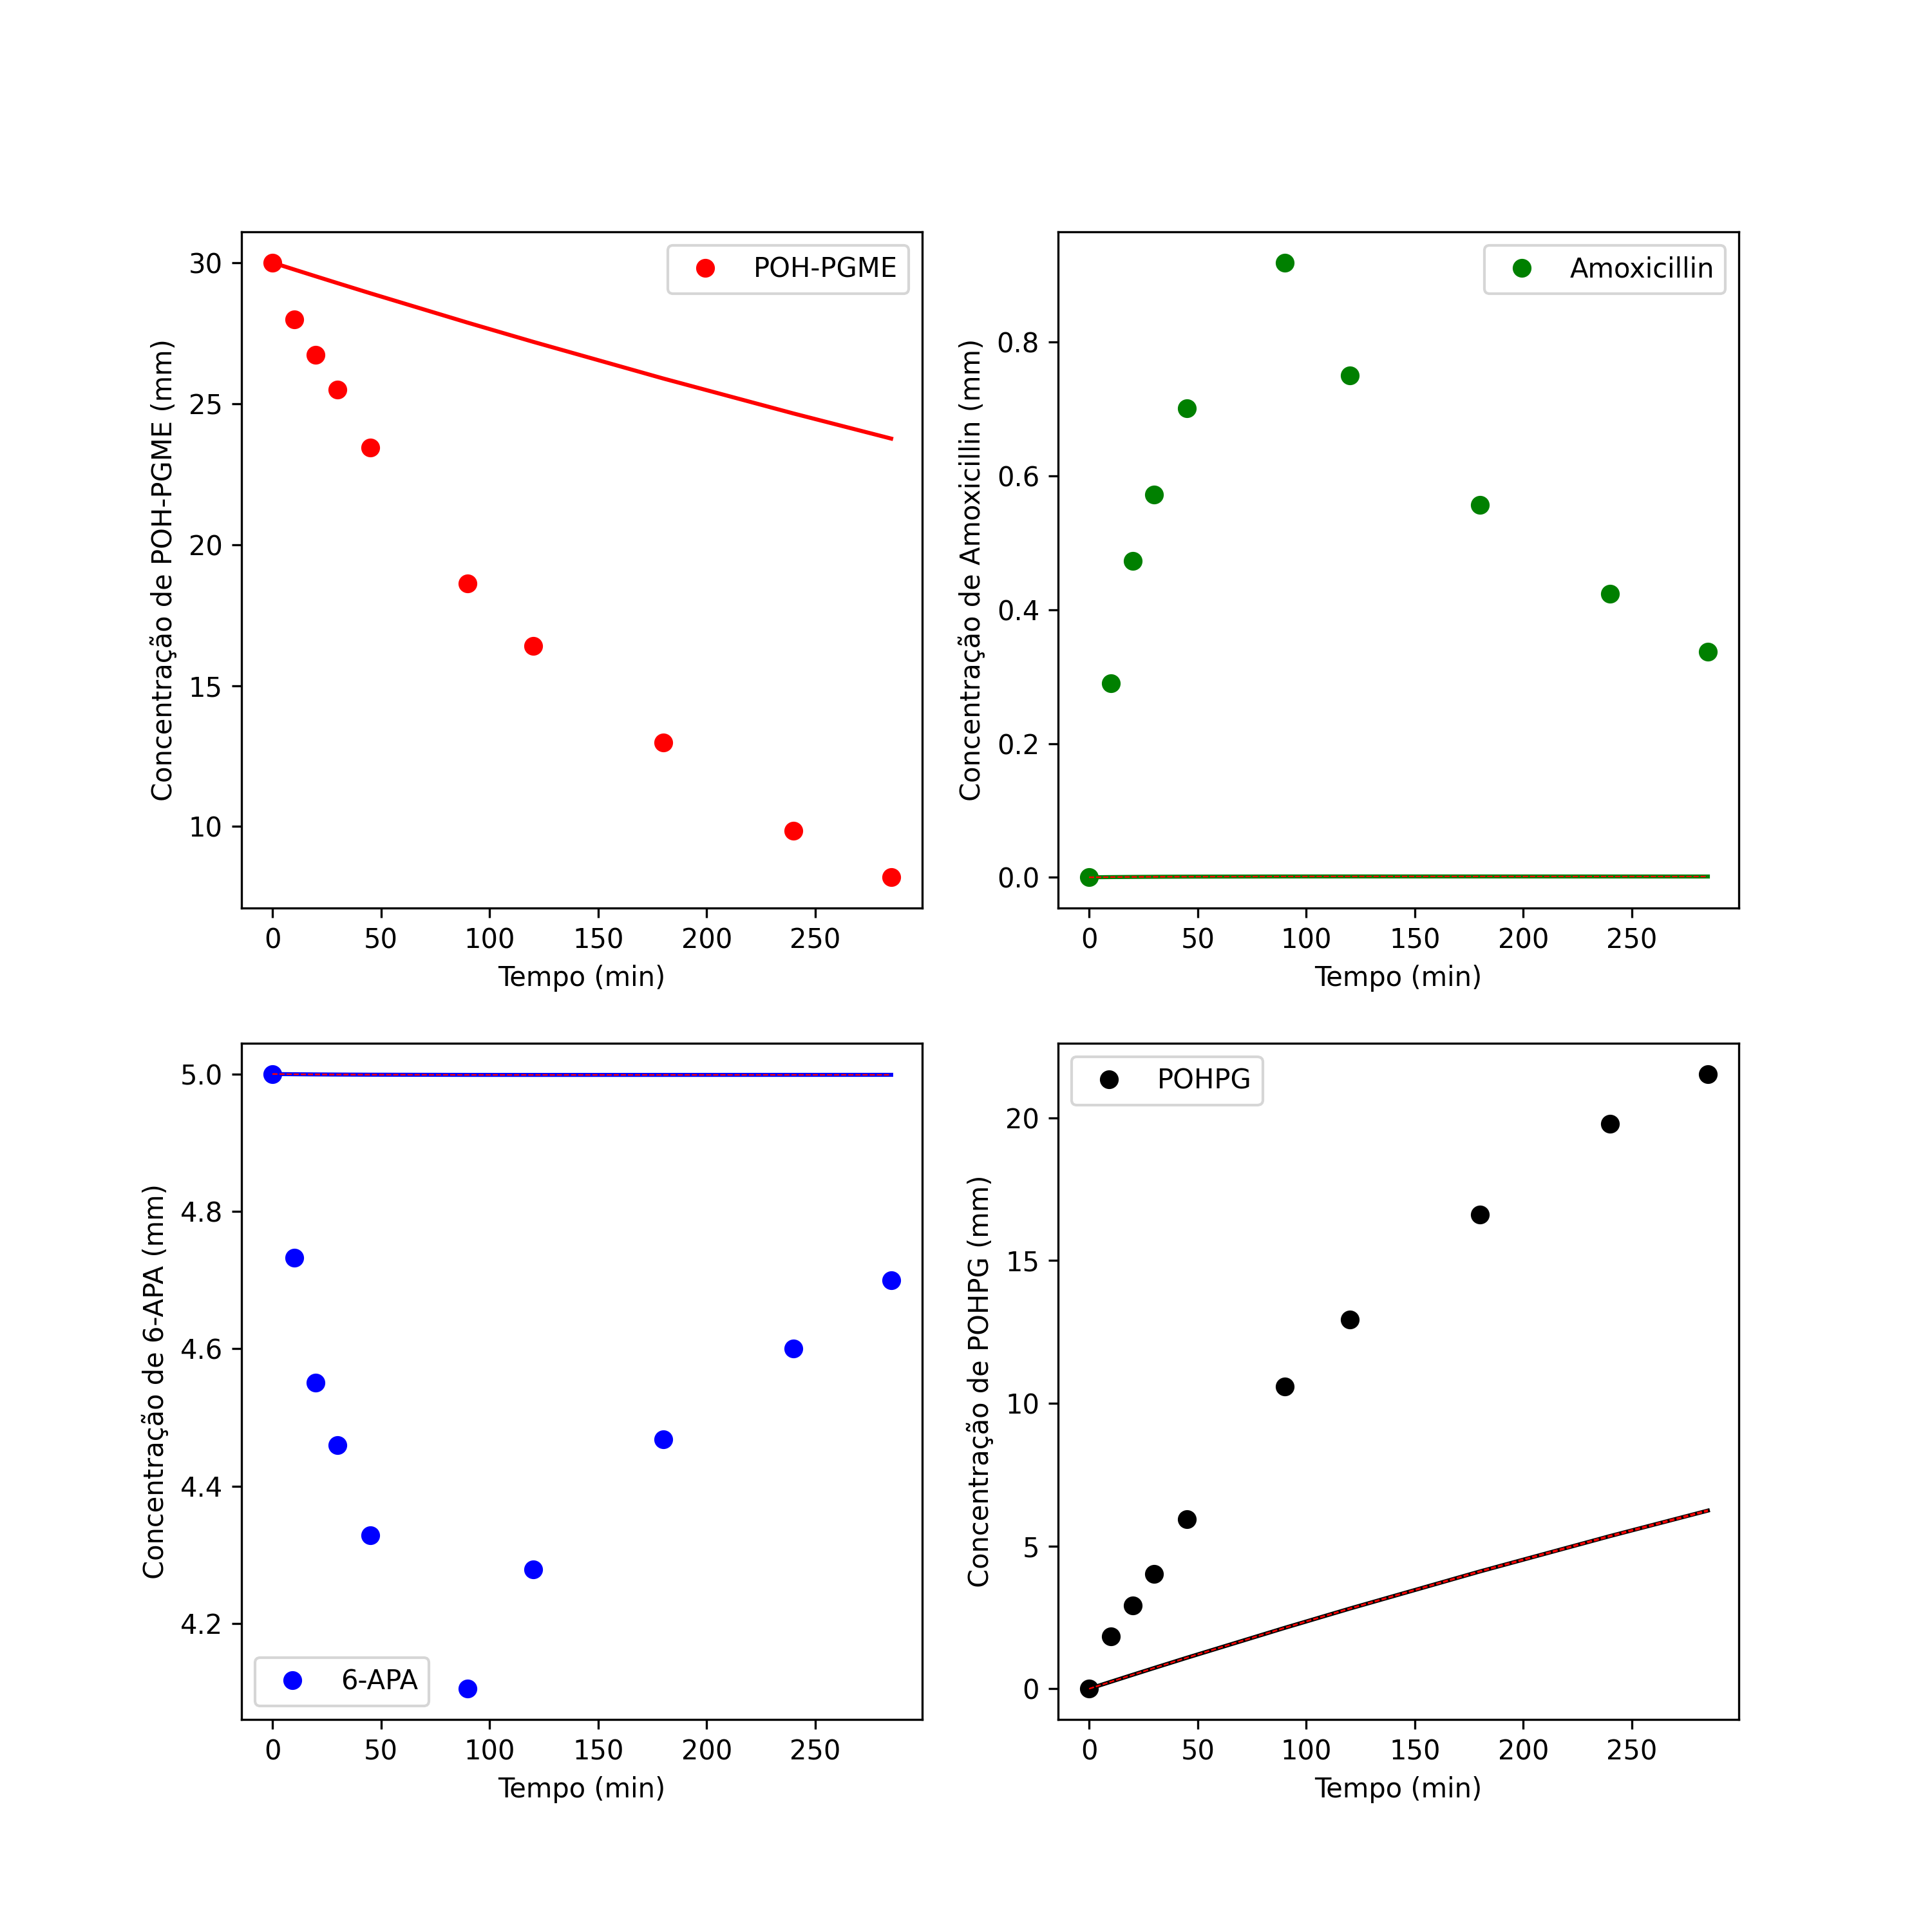 POH-PGME
30
25
20
15
10
Concentração de POH-PGME (mm)
0 50 100 150 200 250
Tempo (min)
Amoxicillin
0.8
0.6
0.4
0.2
0.0
Concentração de Amoxicillin (mm)
0 50 100 150 200 250
Tempo (min)
5.0
4.8
4.6
4.4
4.2
Concentração de 6-APA (mm)
6-APA
0 50 100 150 200 250
Tempo (min)
POHPG
20
15
10
5
0
Concentração de POHPG (mm)
0 50 100 150 200 250
Tempo (min)